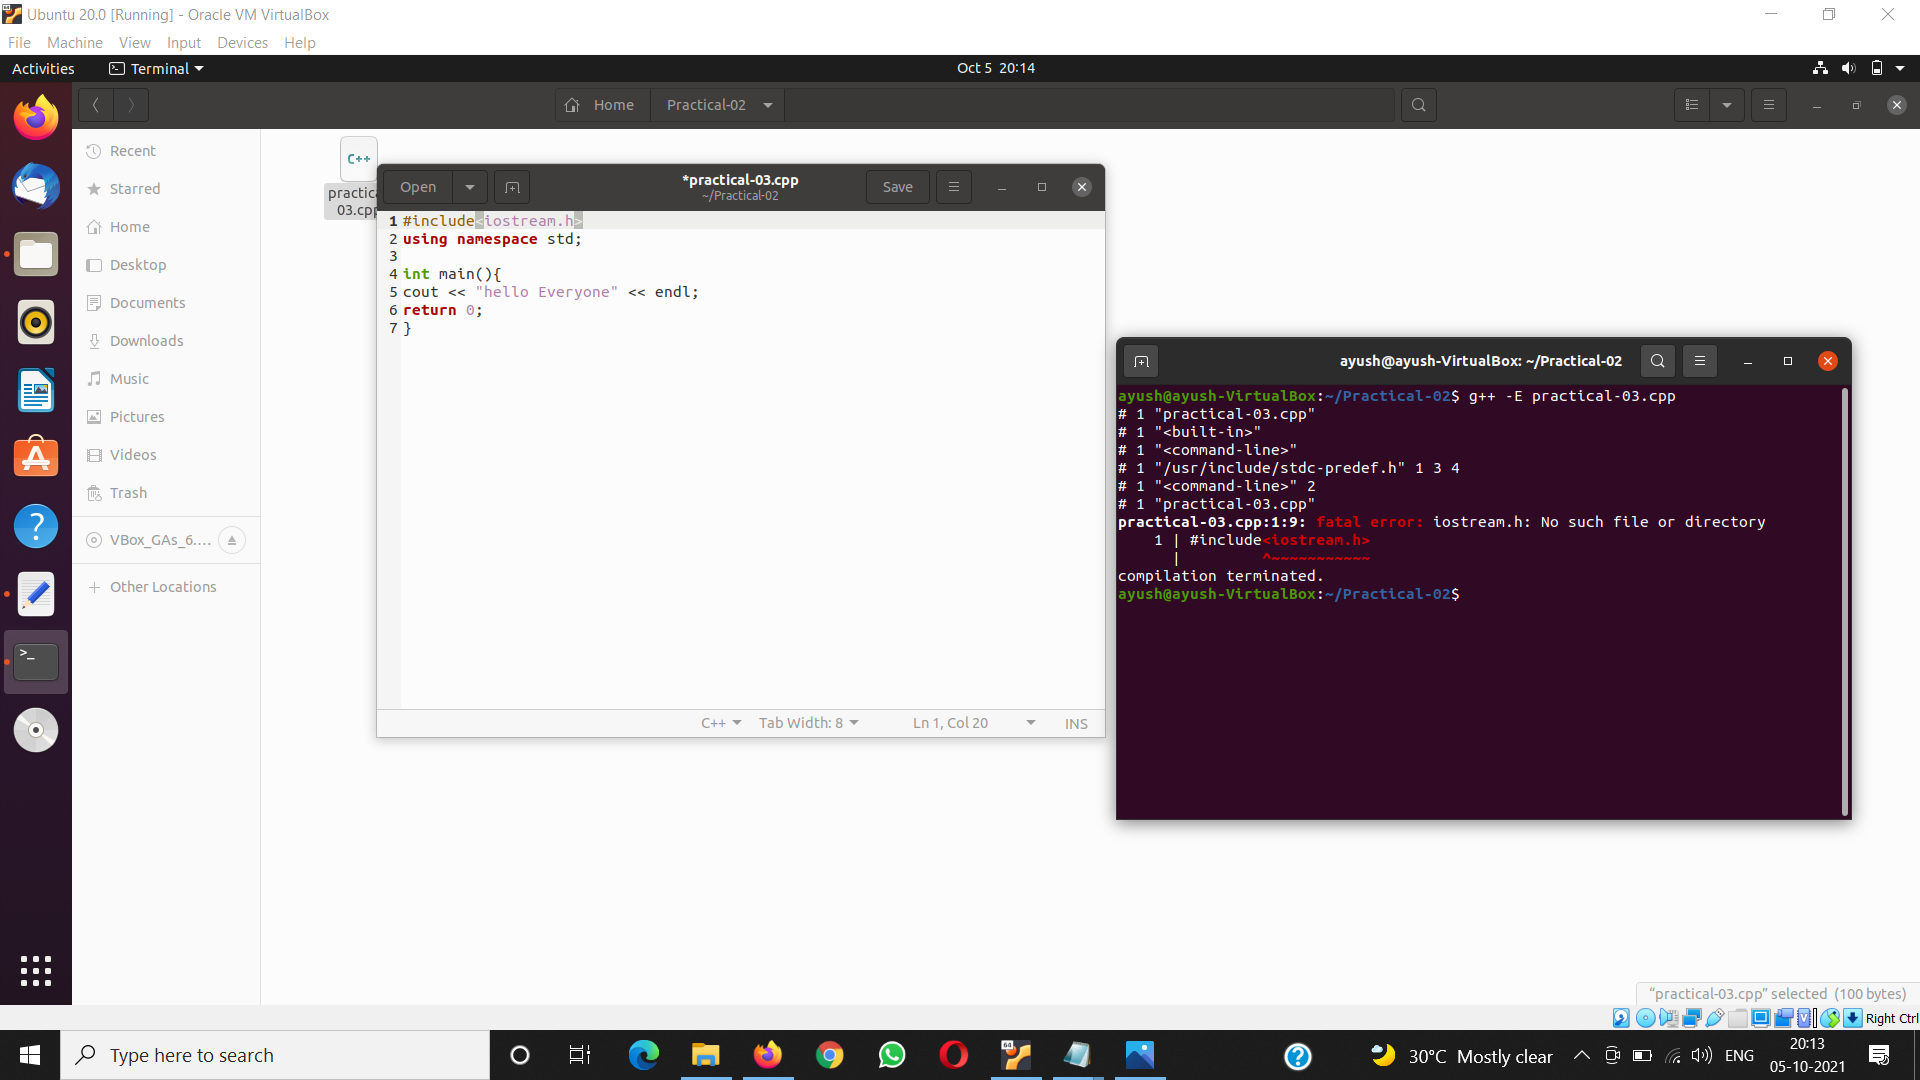 Ubuntu 20.0 [Running] - Oracle VM VirtualBox
File Machine View Input Devices Help
Activities Terminal Oct 5 20:14
Home Practical-02
Recent
Starred
Home
Desktop
Documents
Downloads
Music
Pictures
Videos
Trash
VBox_GAs_6....
Other Locations
C++
practica
03.cpp
Open *practical-03.cpp Save
~/Practical-02
1 #include<iostream.h>
2 using namespace std;
3
4 int main(){
5 cout << "hello Everyone" << endl;
6 return 0;
7 }
C++ Tab Width: 8 Ln 1, Col 20 INS
ayush@ayush-VirtualBox: ~/Practical-02
ayush@ayush-VirtualBox:~/Practical-02$ g++ -E practical-03.cpp
# 1 "practical-03.cpp"
# 1 "<built-in>"
# 1 "<command-line>"
# 1 "/usr/include/stdc-predef.h" 1 3 4
# 1 "<command-line>" 2
# 1 "practical-03.cpp"
practical-03.cpp:1:9: fatal error: iostream.h: No such file or directory
1 | #include<iostream.h>
| ^~~~~~~~~~~~
compilation terminated.
ayush@ayush-VirtualBox:~/Practical-02$
"practical-03.cpp" selected (100 bytes)
Right Ctrl
Type here to search
64
30°C Mostly clear
ENG
20:13
05-10-2021